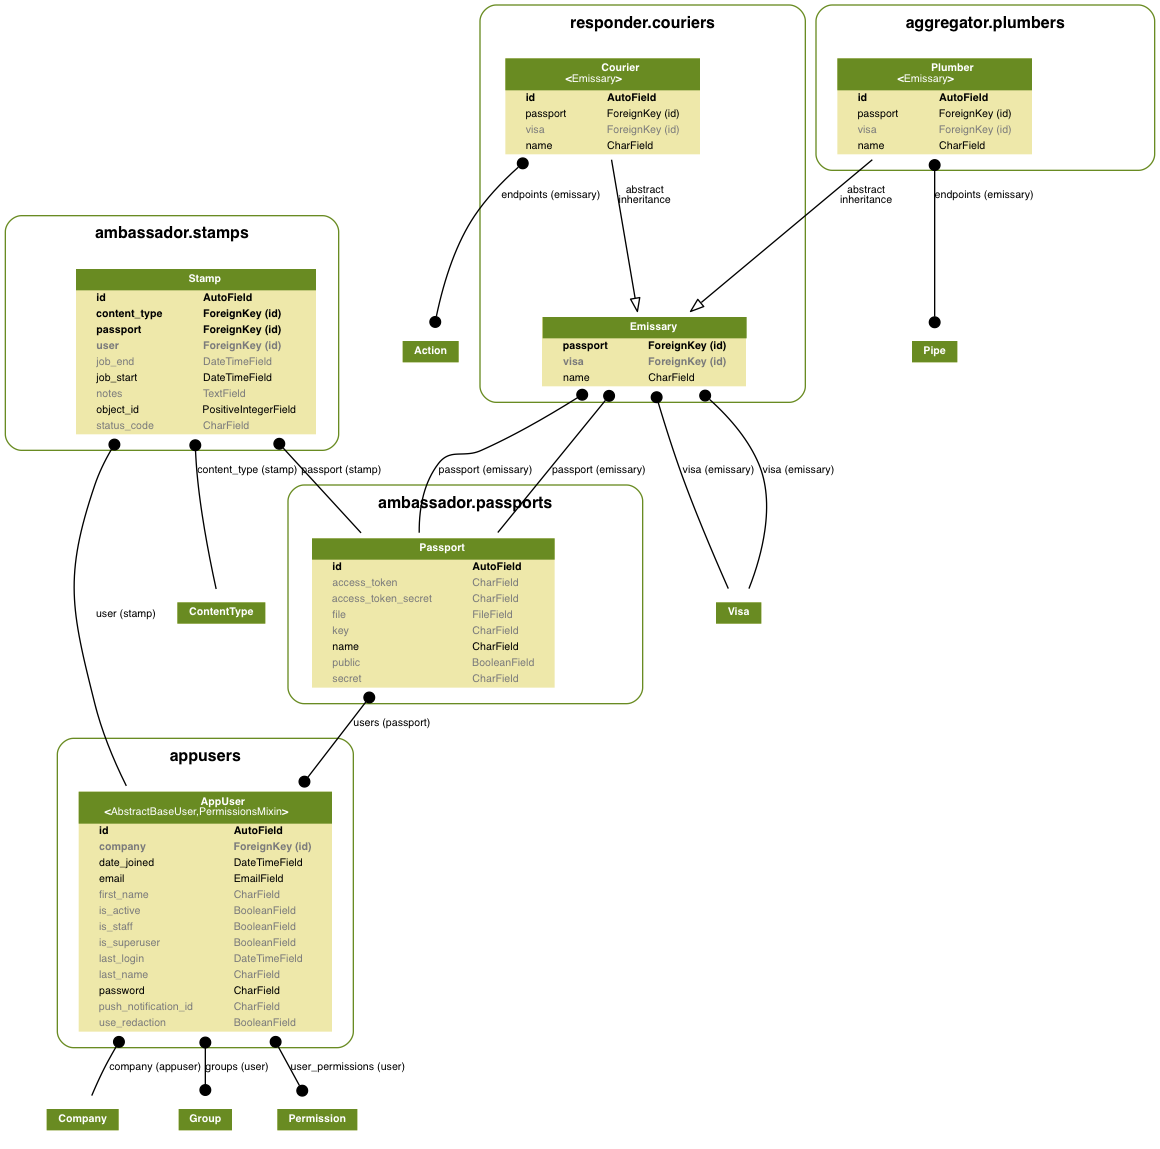 responder.couriers
aggregator.plumbers
Courier
<Emissary>
id AutoField
passport ForeignKey (id)
visa ForeignKey (id)
name CharField
Plumber
<Emissary>
id AutoField
passport ForeignKey (id)
visa ForeignKey (id)
name CharField
endpoints (emissary)
abstract
inheritance
abstract
inheritance
endpoints (emissary)
ambassador.stamps
Stamp
id AutoField
content_type ForeignKey (id)
passport ForeignKey (id)
user ForeignKey (id)
job_end DateTimeField
job_start DateTimeField
notes TextField
object_id PositiveIntegerField
status_code CharField
Action
Emissary
passport ForeignKey (id)
visa ForeignKey (id)
name CharField
Pipe
content_type (stamp)
passport (stamp)
passport (emissary)
passport (emissary)
visa (emissary)
visa (emissary)
ambassador.passports
Passport
id AutoField
access_token CharField
access_token_secret CharField
file FileField
key CharField
name CharField
public BooleanField
secret CharField
user (stamp)
ContentType
Visa
users (passport)
appusers
AppUser
<AbstractBaseUser,PermissionsMixin>
id AutoField
company ForeignKey (id)
date_joined DateTimeField
email EmailField
first_name CharField
is_active BooleanField
is_staff BooleanField
is_superuser BooleanField
last_login DateTimeField
last_name CharField
password CharField
push_notification_id CharField
use_redaction BooleanField
company (appuser)
groups (user)
user_permissions (user)
Company
Group
Permission